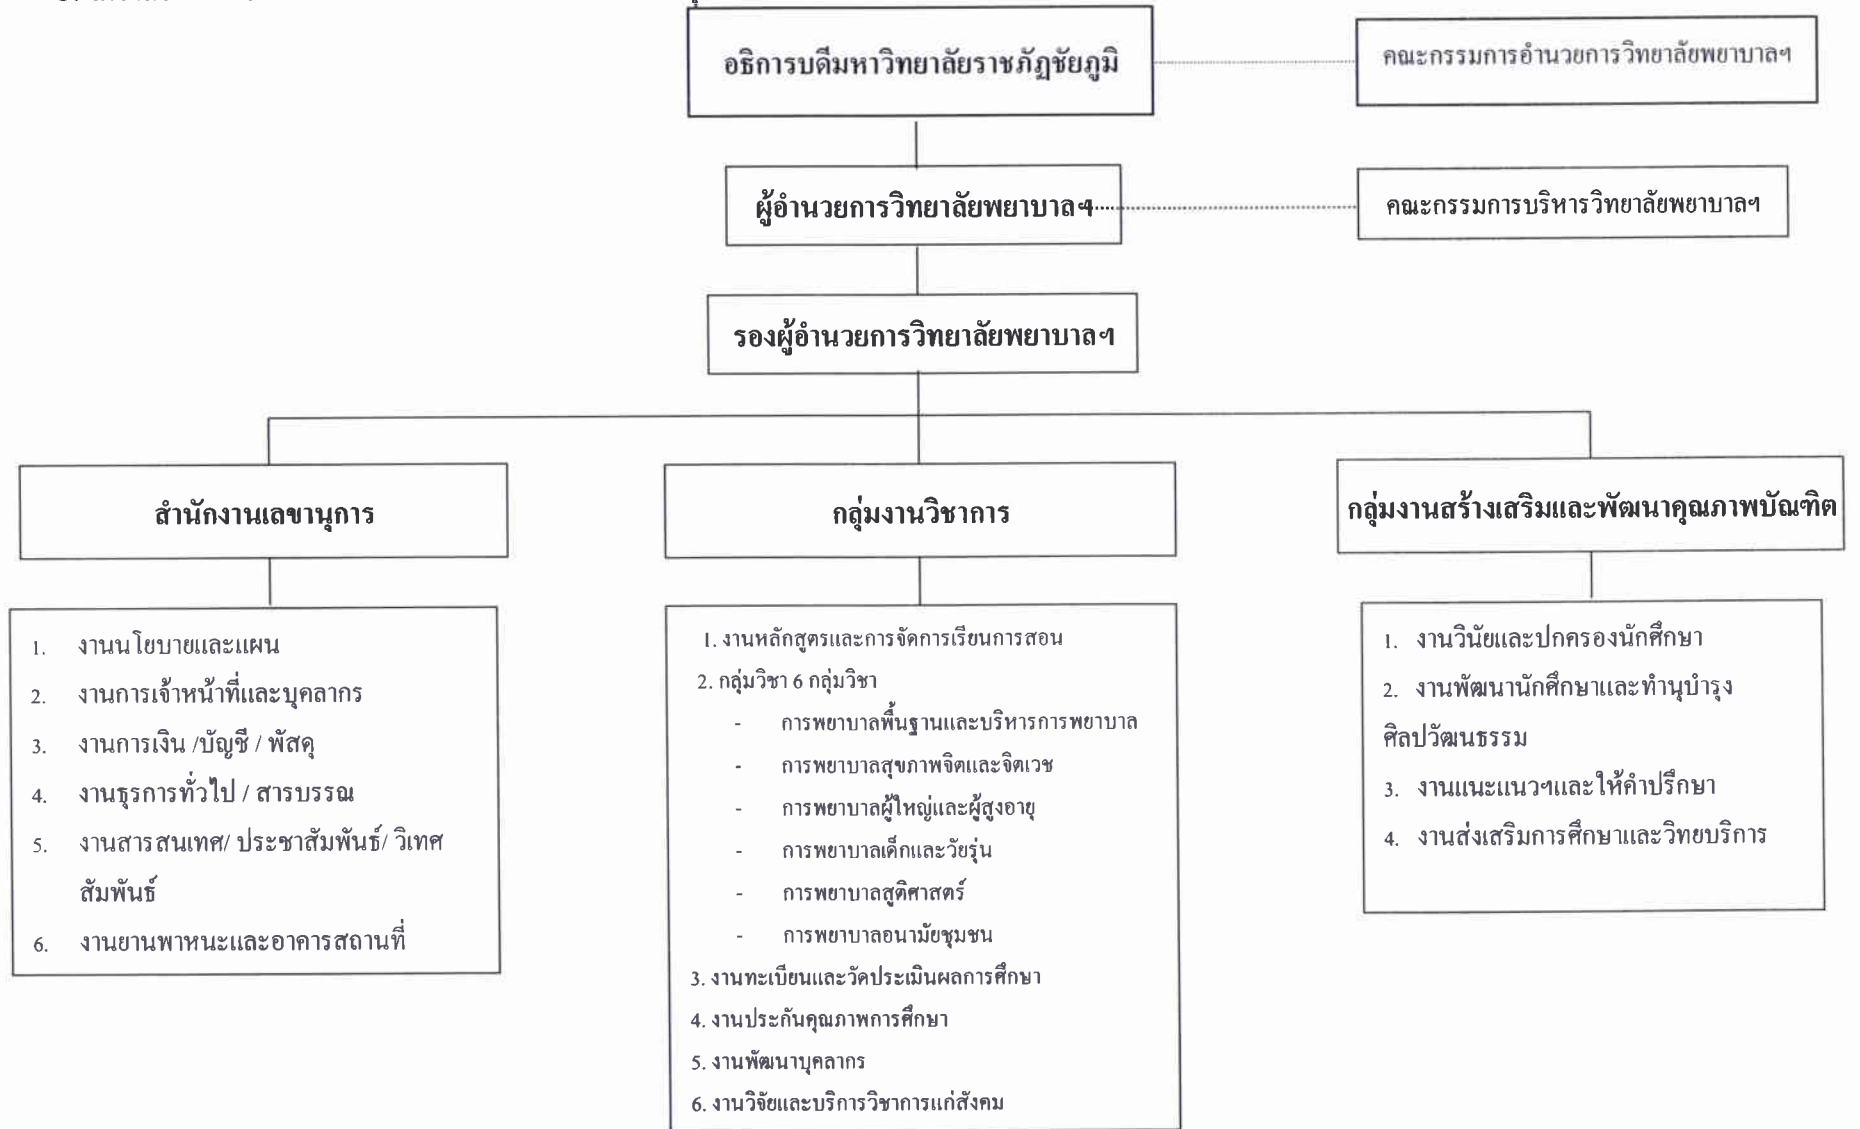 อธิการบดีมหาวิทยาลัยราชภัฏชัยภูมิ
คณะกรรมการอำนวยการวิทยาลัยพยาบาลฯ
ผู้อำนวยการวิทยาลัยพยาบาลฯ
คณะกรรมการบริหารวิทยาลัยพยาบาลฯ
รองผู้อำนวยการวิทยาลัยพยาบาลฯ
สำนักงานเลขานุการ
1. งานนโยบายและแผน
2. งานการเจ้าหน้าที่และบุคลากร
3. งานการเงิน /บัญชี / พัสดุ
4. งานธุรการทั่วไป / สารบรรณ
5. งานสารสนเทศ/ ประชาสัมพันธ์/ วิเทศ
สัมพันธ์
6. งานยานพาหนะและอาคารสถานที่
กลุ่มงานวิชาการ
1. งานหลักสูตรและการจัดการเรียนการสอน
2. กลุ่มวิชา 6 กลุ่มวิชา
- การพยาบาลพื้นฐานและบริหารการพยาบาล
- การพยาบาลสุขภาพจิตและจิตเวช
- การพยาบาลผู้ใหญ่และผู้สูงอายุ
- การพยาบาลเด็กและวัยรุ่น
- การพยาบาลสูติศาสตร์
- การพยาบาลอนามัยชุมชน
3. งานทะเบียนและวัดประเมินผลการศึกษา
4. งานประกันคุณภาพการศึกษา
5. งานพัฒนาบุคลากร
6. งานวิจัยและบริการวิชาการแก่สังคม
กลุ่มงานสร้างเสริมและพัฒนาคุณภาพบัณฑิต
1. งานวินัยและปกครองนักศึกษา
2. งานพัฒนานักศึกษาและทำนุบำรุง
ศิลปวัฒนธรรม
3. งานแนะแนวฯและให้คำปรึกษา
4. งานส่งเสริมการศึกษาและวิทยบริการ